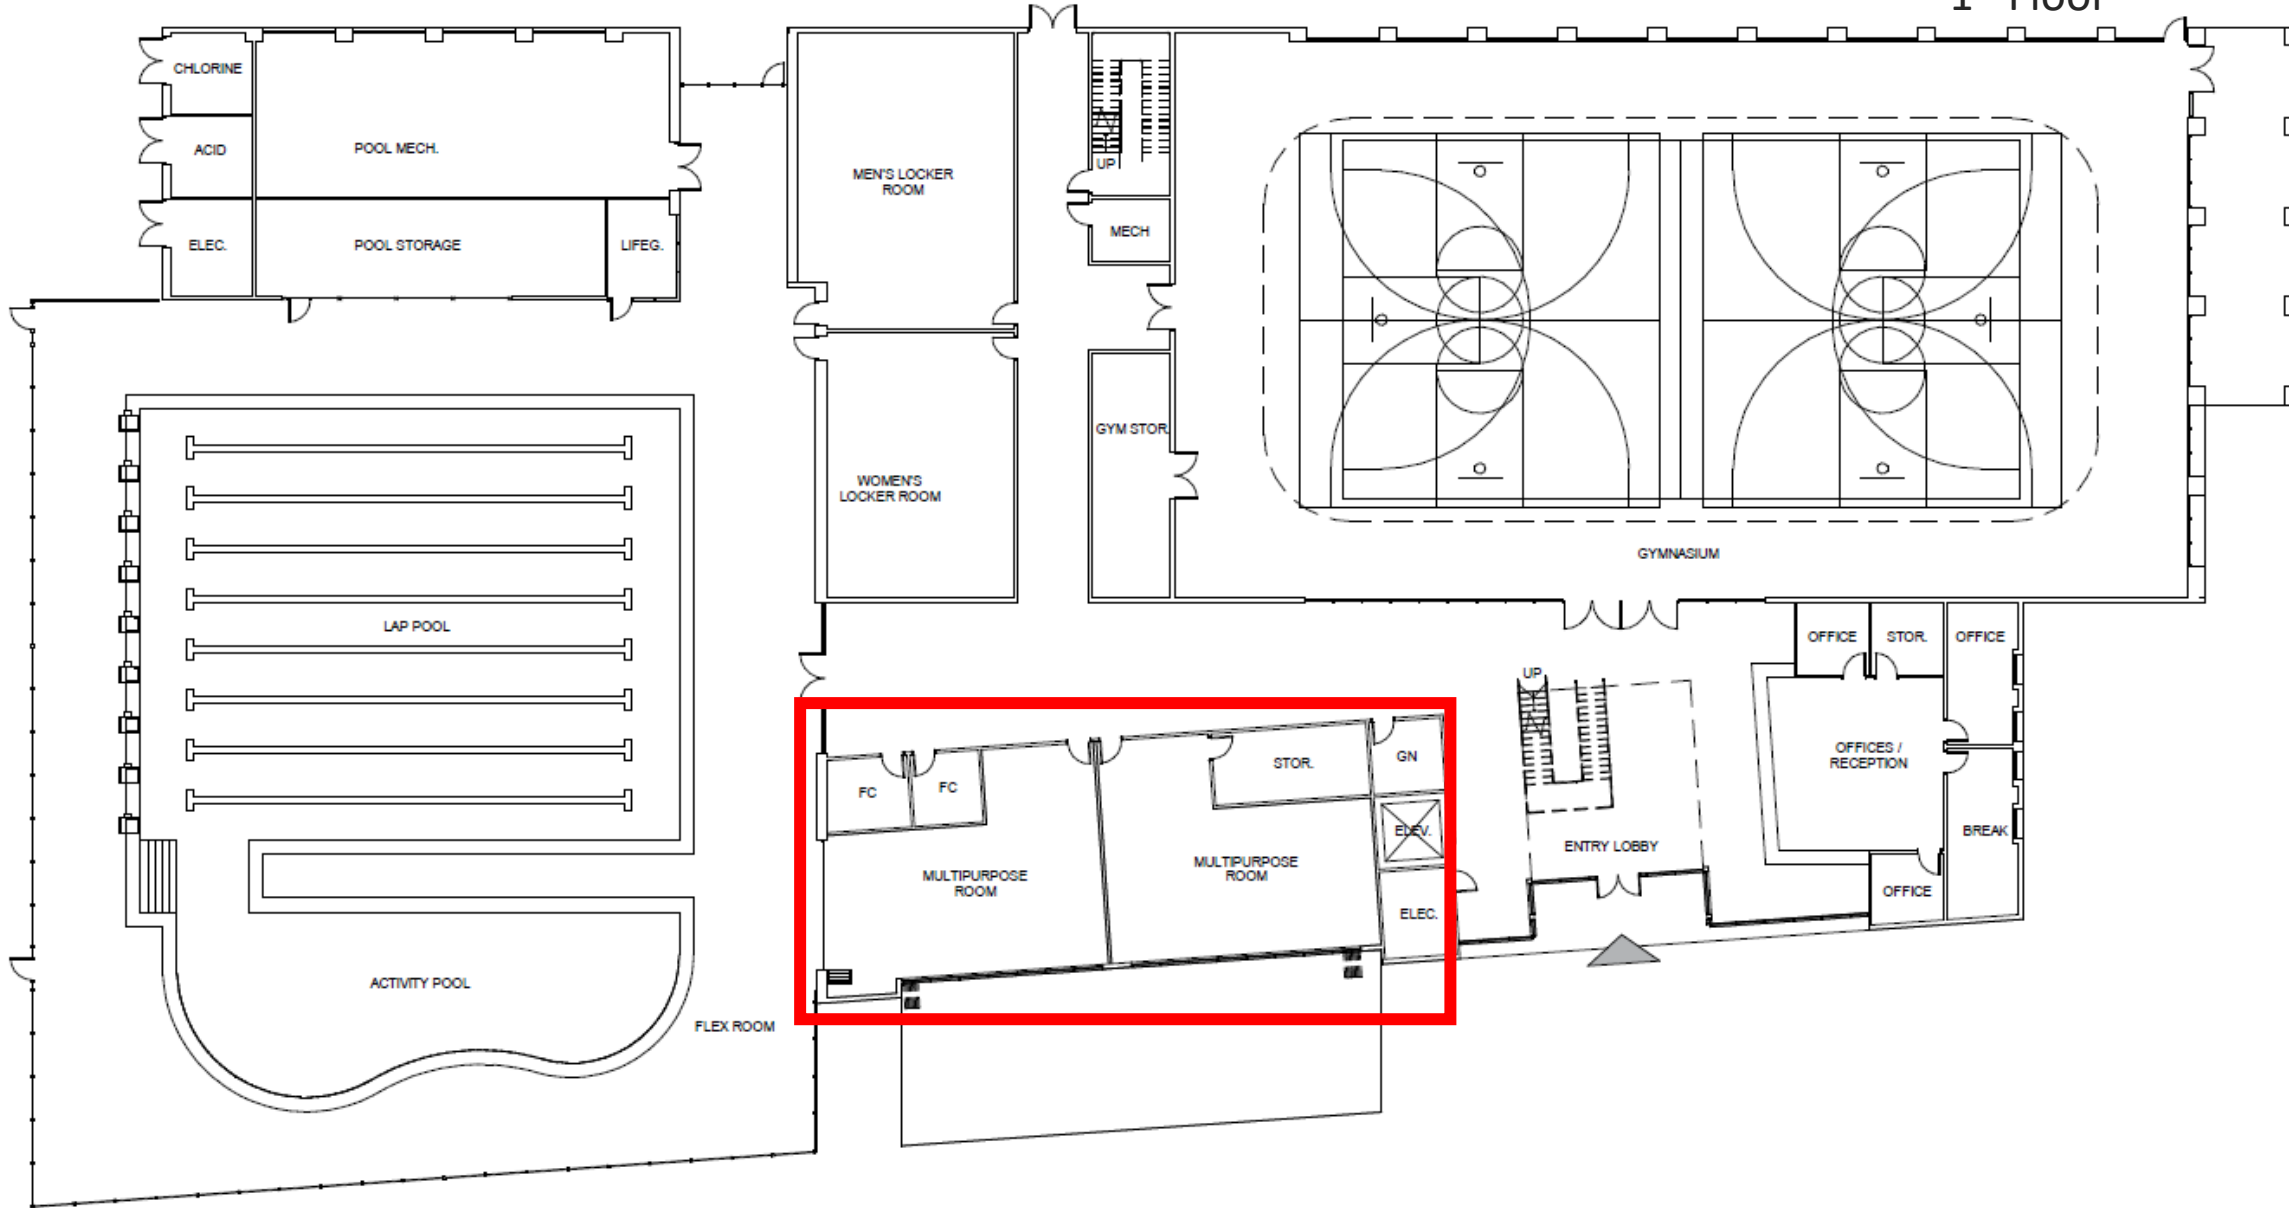 1 Floor
CHLORINE
ACID
POOL MECH.
ELEC.
POOL STORAGE
LIFEG.
MEN'S LOCKER
ROOM
UP
MECH
WOMEN'S
LOCKER ROOM
GYM STOR.
GYMNASIUM
LAP POOL
ACTIVITY POOL
FLEX ROOM
FC
FC
MULTIPURPOSE
ROOM
STOR.
MULTIPURPOSE
ROOM
GN
ELEV.
ELEC.
UP
ENTRY LOBBY
OFFICE
STOR.
OFFICE
OFFICES /
RECEPTION
BREAK
OFFICE